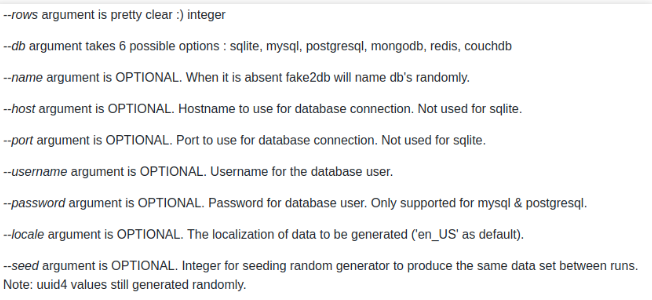 --rows argument is pretty clear :) integer
--db argument takes 6 possible options : sqlite, mysql, postgresql, mongodb, redis, couchdb
--name argument is OPTIONAL. When it is absent fake2db will name db's randomly.
--host argument is OPTIONAL. Hostname to use for database connection. Not used for sqlite.
--port argument is OPTIONAL. Port to use for database connection. Not used for sqlite.
--username argument is OPTIONAL. Username for the database user.
--password argument is OPTIONAL. Password for database user. Only supported for mysql & postgresql.
--locale argument is OPTIONAL. The localization of data to be generated ('en_US' as default).
--seed argument is OPTIONAL. Integer for seeding random generator to produce the same data set between runs.
Note: uuid4 values still generated randomly.